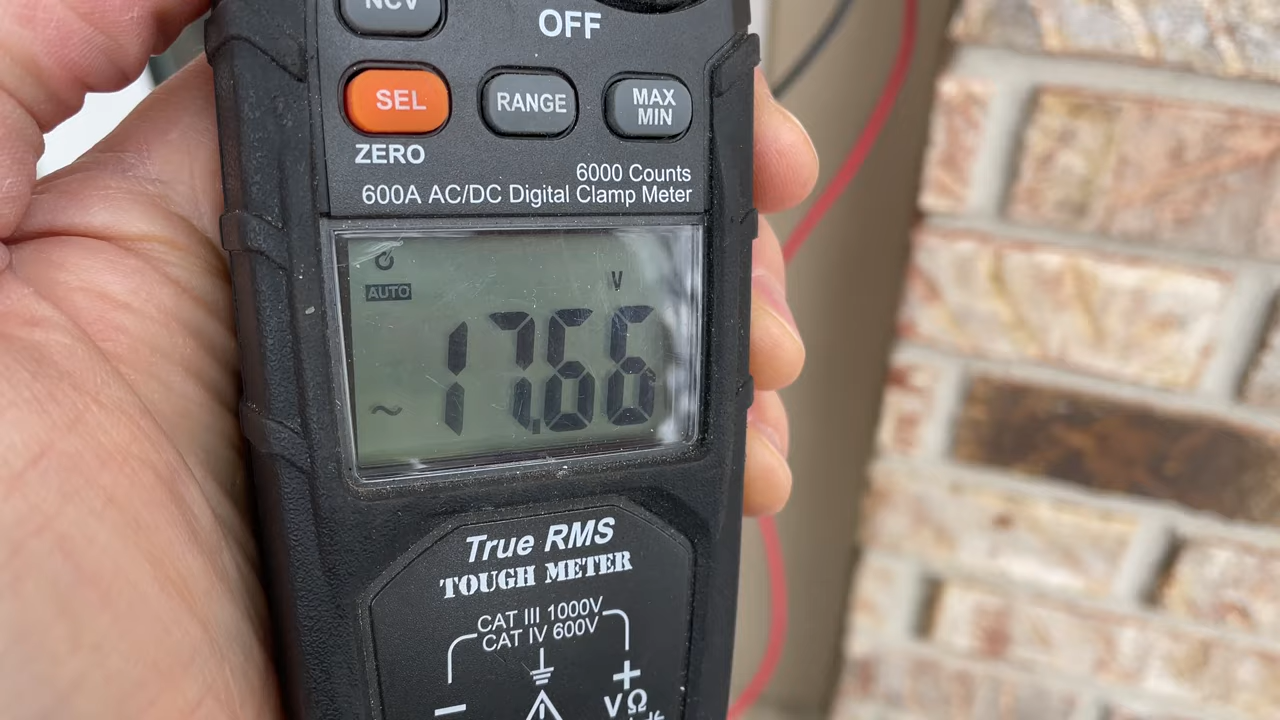 NCV
OFF
SEL
RANGE
MAX
MIN
ZERO
6000 Counts
600A AC/DC Digital Clamp Meter
AUTO
V
~ 17.66
True RMS
TOUGH METER
CAT III 1000V
CAT IV 600V
− +
VΩ